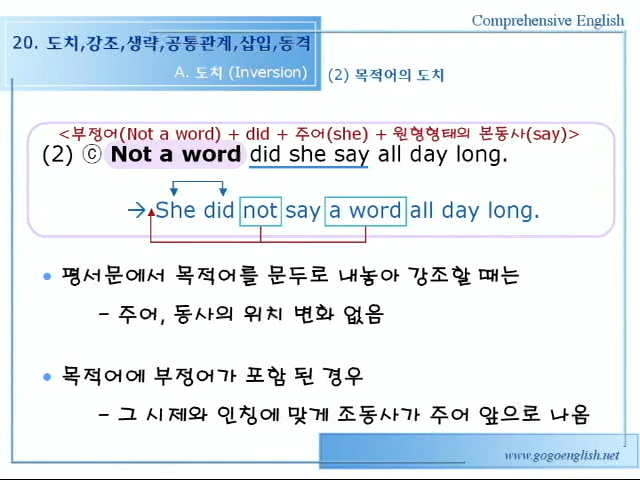 Comprehensive English
20. 도치,강조,생략,공통관계,삽입,동격
A. 도치 (Inversion)
(2) 목적어의 도치
<부정어(Not a word) + did + 주어(she) + 원형형태의 본동사(say)>
(2) ⓒ Not a word did she say all day long.
→ She did not say a word all day long.
• 평서문에서 목적어를 문두로 내놓아 강조할 때는
- 주어, 동사의 위치 변화 없음
• 목적어에 부정어가 포함 된 경우
- 그 시제와 인칭에 맞게 조동사가 주어 앞으로 나옴
www.gogoenglish.net